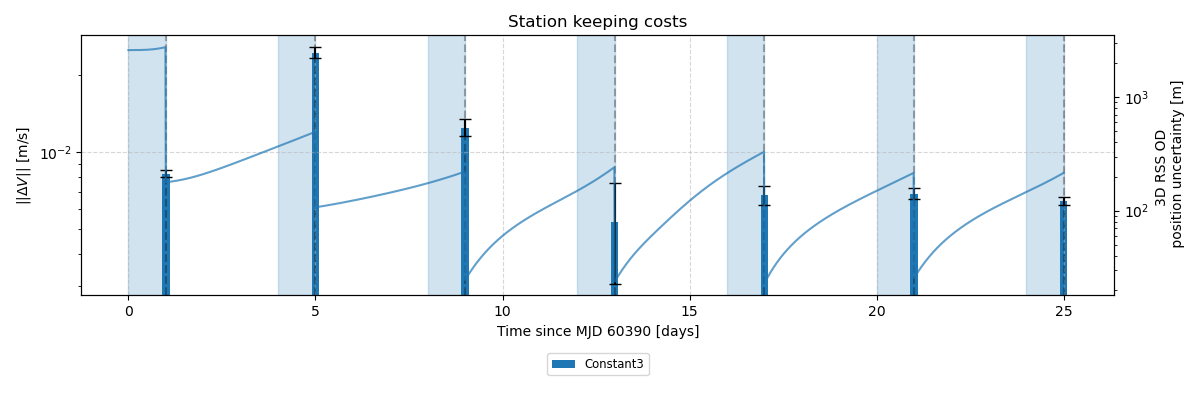 Station keeping costs
||ΔV|| [m/s]
10⁻²
10³
10²
3D RSS OD
position uncertainty [m]
0 5 10 15 20 25
Time since MJD 60390 [days]
Constant3